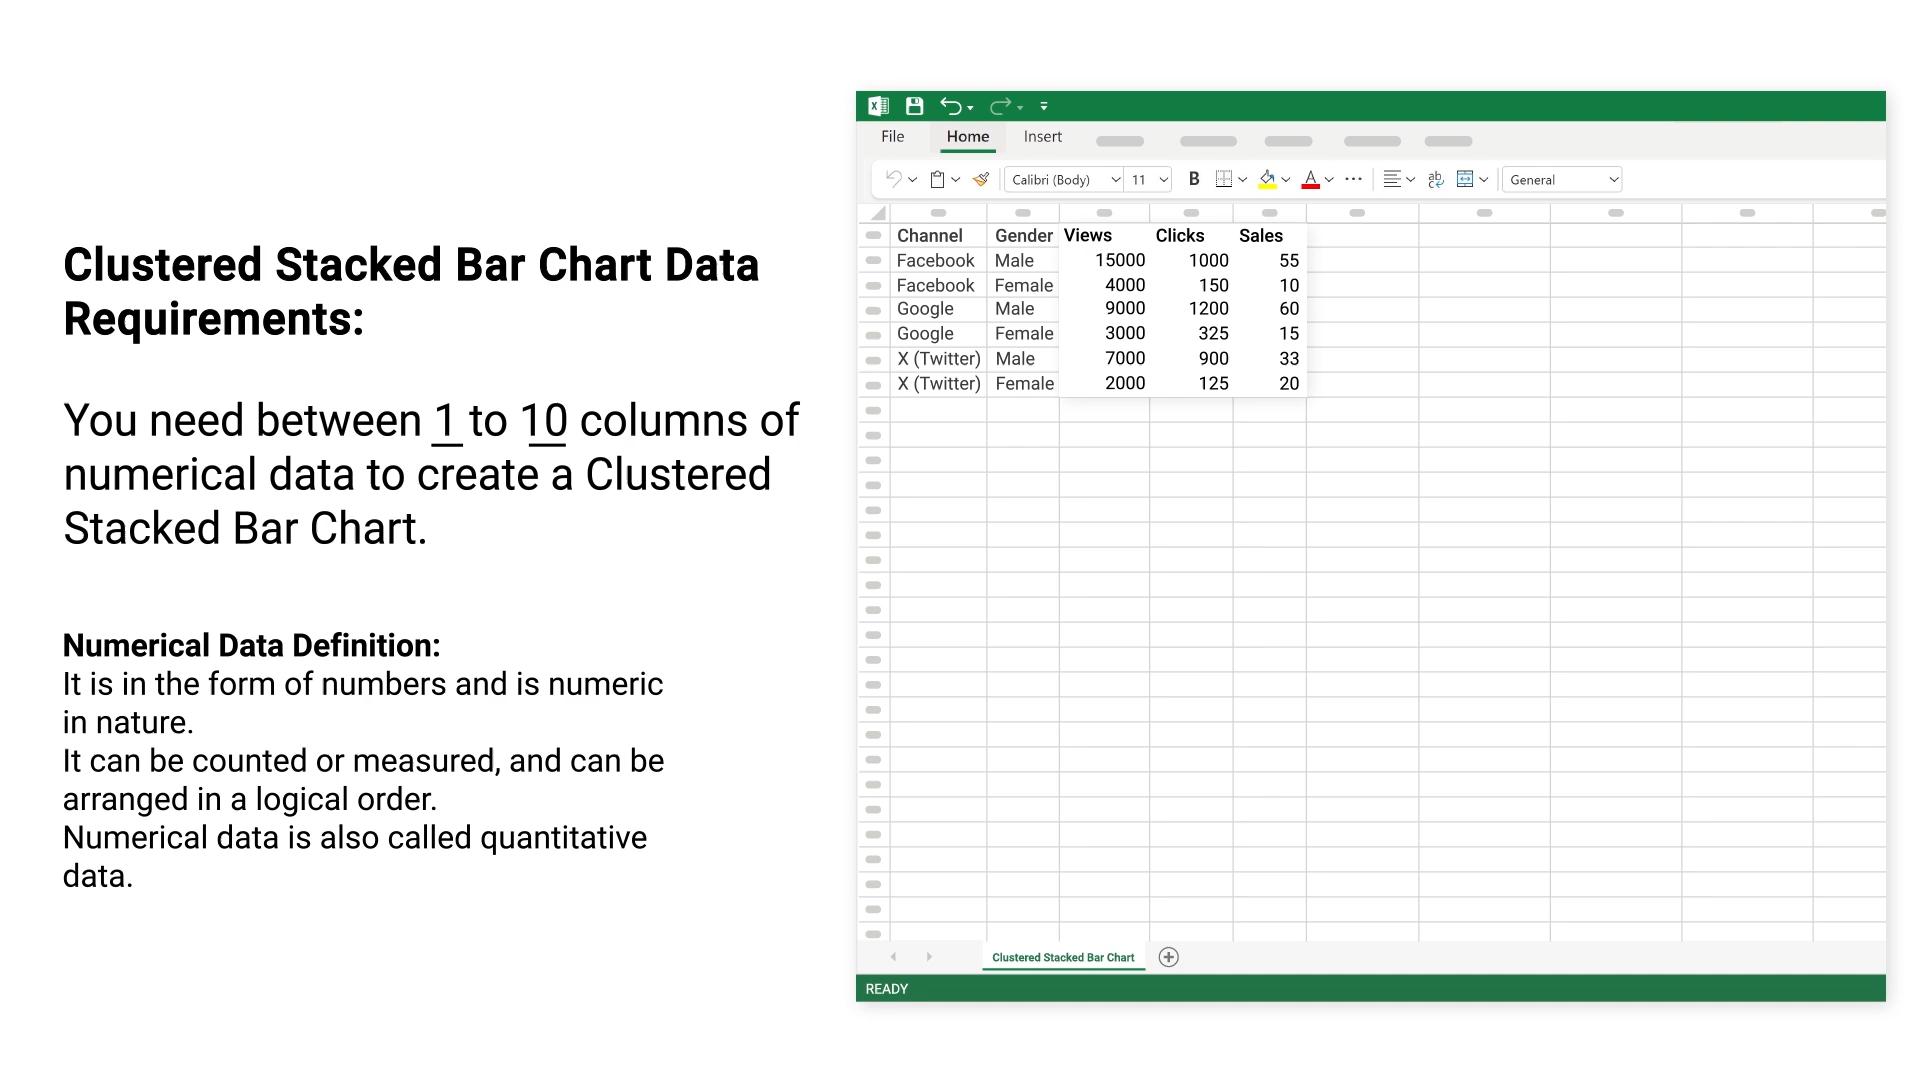 Clustered Stacked Bar Chart Data
Requirements:
You need between 1 to 10 columns of
numerical data to create a Clustered
Stacked Bar Chart.
Numerical Data Definition:
It is in the form of numbers and is numeric
in nature.
It can be counted or measured, and can be
arranged in a logical order.
Numerical data is also called quantitative
data.
File Home Insert
Calibri (Body) 11 B A ab c General
Channel Gender Views Clicks Sales
Facebook Male 15000 1000 55
Facebook Female 4000 150 10
Google Male 9000 1200 60
Google Female 3000 325 15
X (Twitter) Male 7000 900 33
X (Twitter) Female 2000 125 20
Clustered Stacked Bar Chart
READY